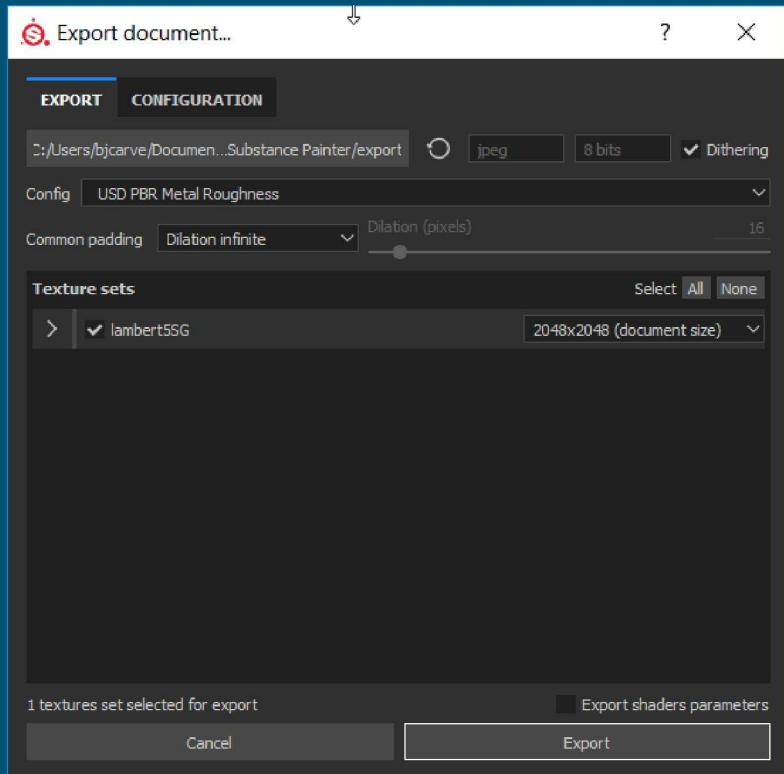 Export document...
?
EXPORT CONFIGURATION
C:/Users/bjcarve/Documen...Substance Painter/export jpeg 8 bits Dithering
Config USD PBR Metal Roughness
Common padding Dilation infinite Dilation (pixels) 16
Texture sets Select All None
lambert5SG 2048x2048 (document size)
1 textures set selected for export Export shaders parameters
Cancel Export